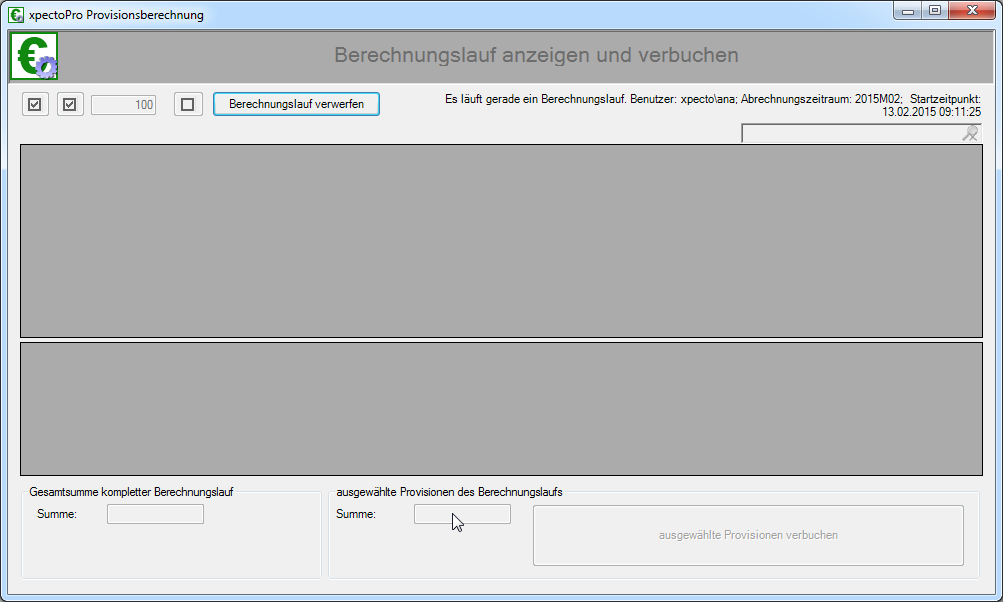 xpectoPro Provisionsberechnung
Berechnungslauf anzeigen und verbuchen
100
Berechnungslauf verwerfen
Es läuft gerade ein Berechnungslauf. Benutzer: xpecto\ana; Abrechnungszeitraum: 2015M02; Startzeitpunkt:
13.02.2015 09:11:25
Gesamtsumme kompletter Berechnungslauf
Summe:
ausgewählte Provisionen des Berechnungslaufs
Summe:
ausgewählte Provisionen verbuchen